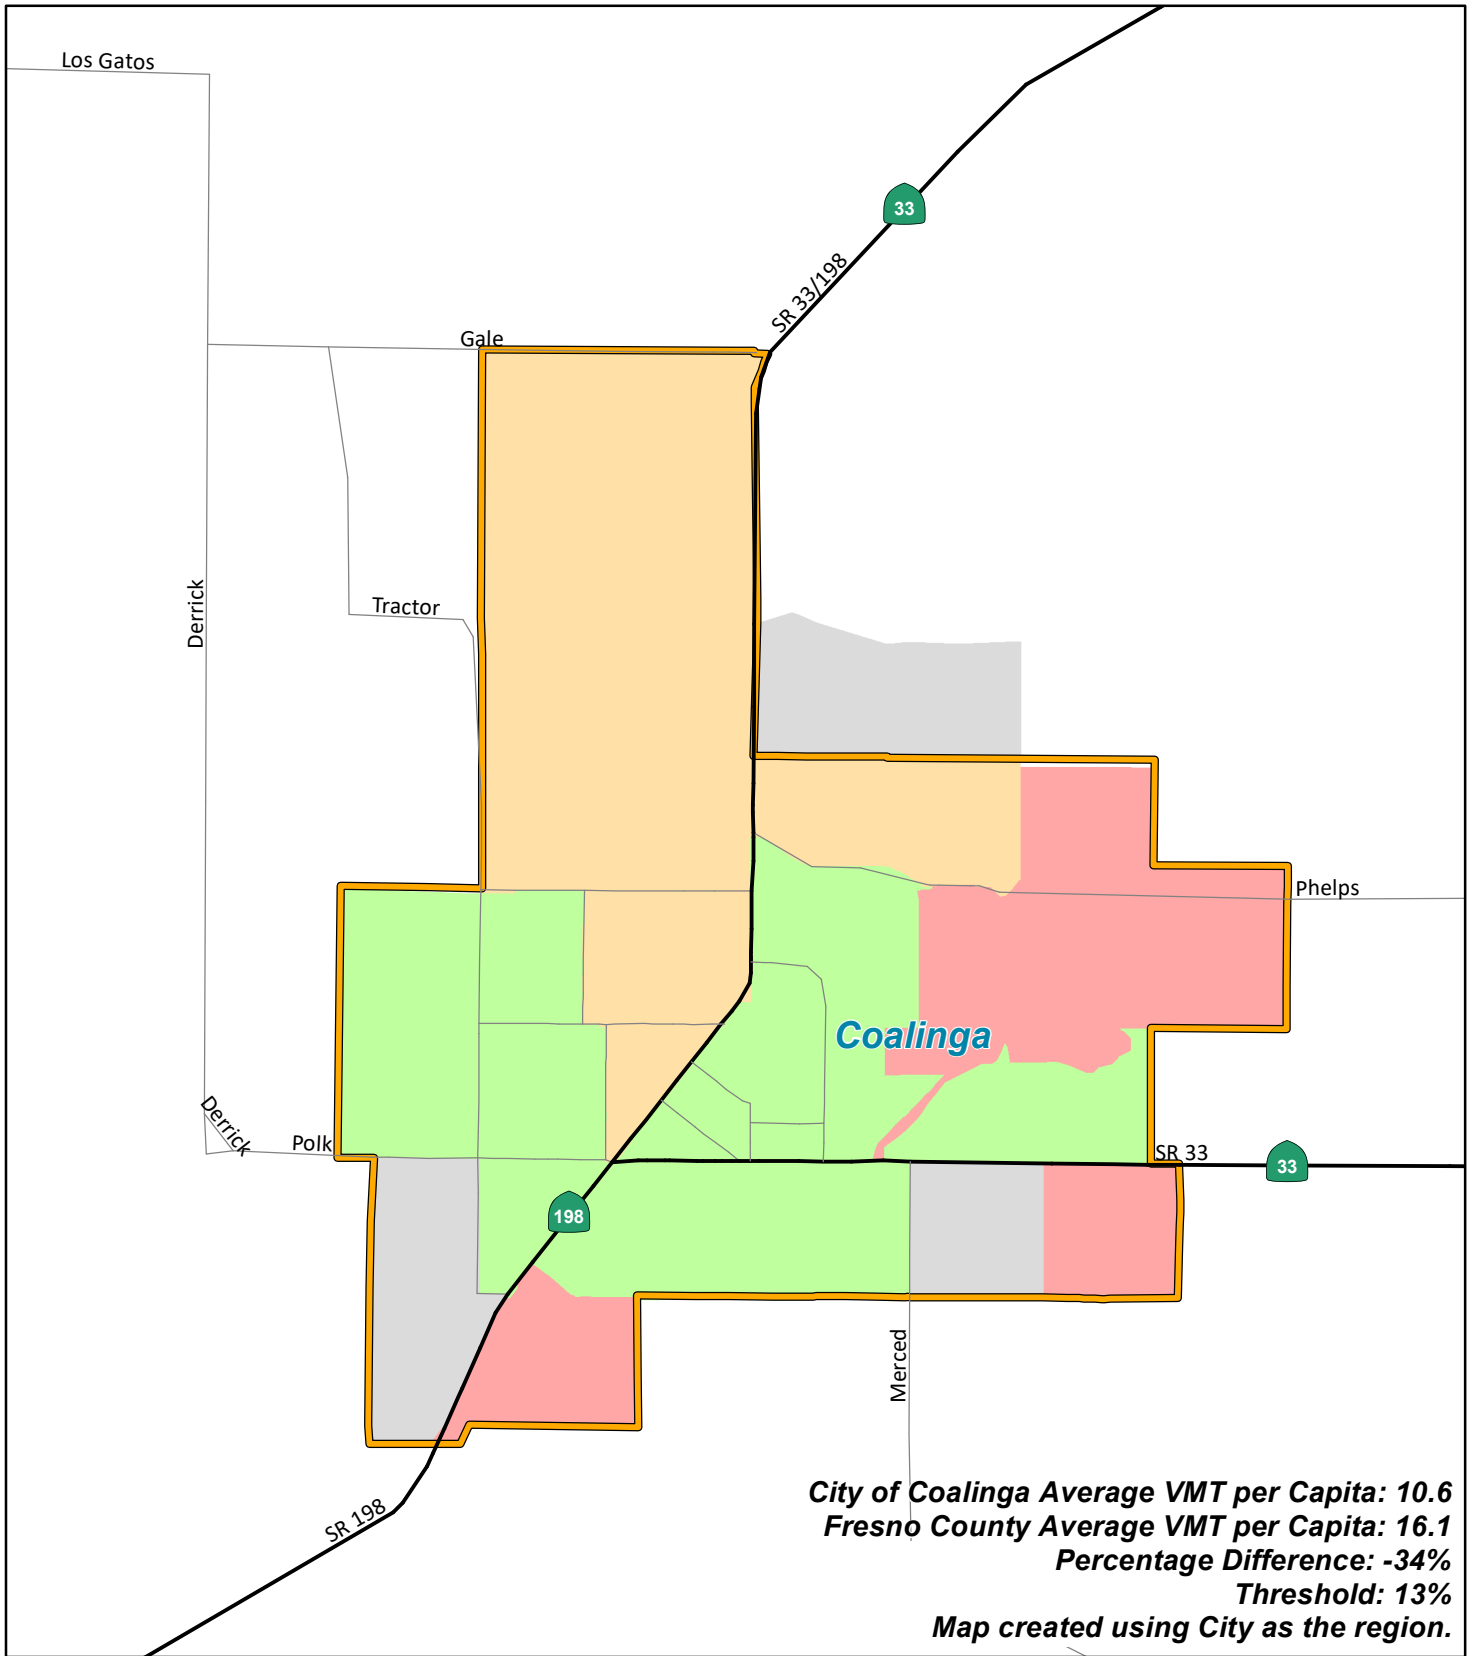 Los Gatos
33
SR 33/198
Gale
Derrick
Tractor
Phelps
Coalinga
Derrick
Polk
SR 33
33
198
Merced
SR 198
City of Coalinga Average VMT per Capita: 10.6
Fresno County Average VMT per Capita: 16.1
Percentage Difference: -34%
Threshold: 13%
Map created using City as the region.